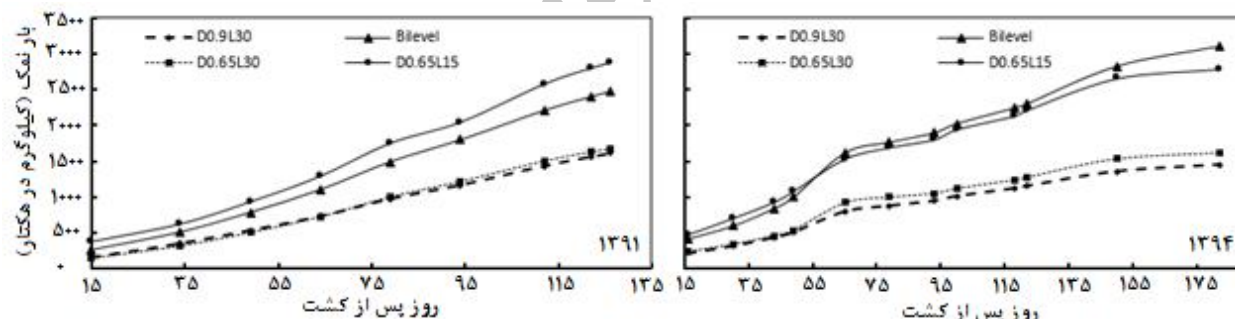 بار نمک (کیلوگرم در هکتار)
۳۵۰۰
۳۰۰۰
۲۵۰۰
۲۰۰۰
۱۵۰۰
۱۰۰۰
۵۰۰
۰
D0.9L30
Bilevel
D0.65L30
D0.65L15
۱۳۹۱
۱۵ ۳۵ ۵۵ ۷۵ ۹۵ ۱۱۵ ۱۳۵
روز پس از کشت
D0.9L30
Bilevel
D0.65L30
D0.65L15
۱۳۹۴
۱۵ ۳۵ ۵۵ ۷۵ ۹۵ ۱۱۵ ۱۳۵ ۱۵۵ ۱۷۵
روز پس از کشت